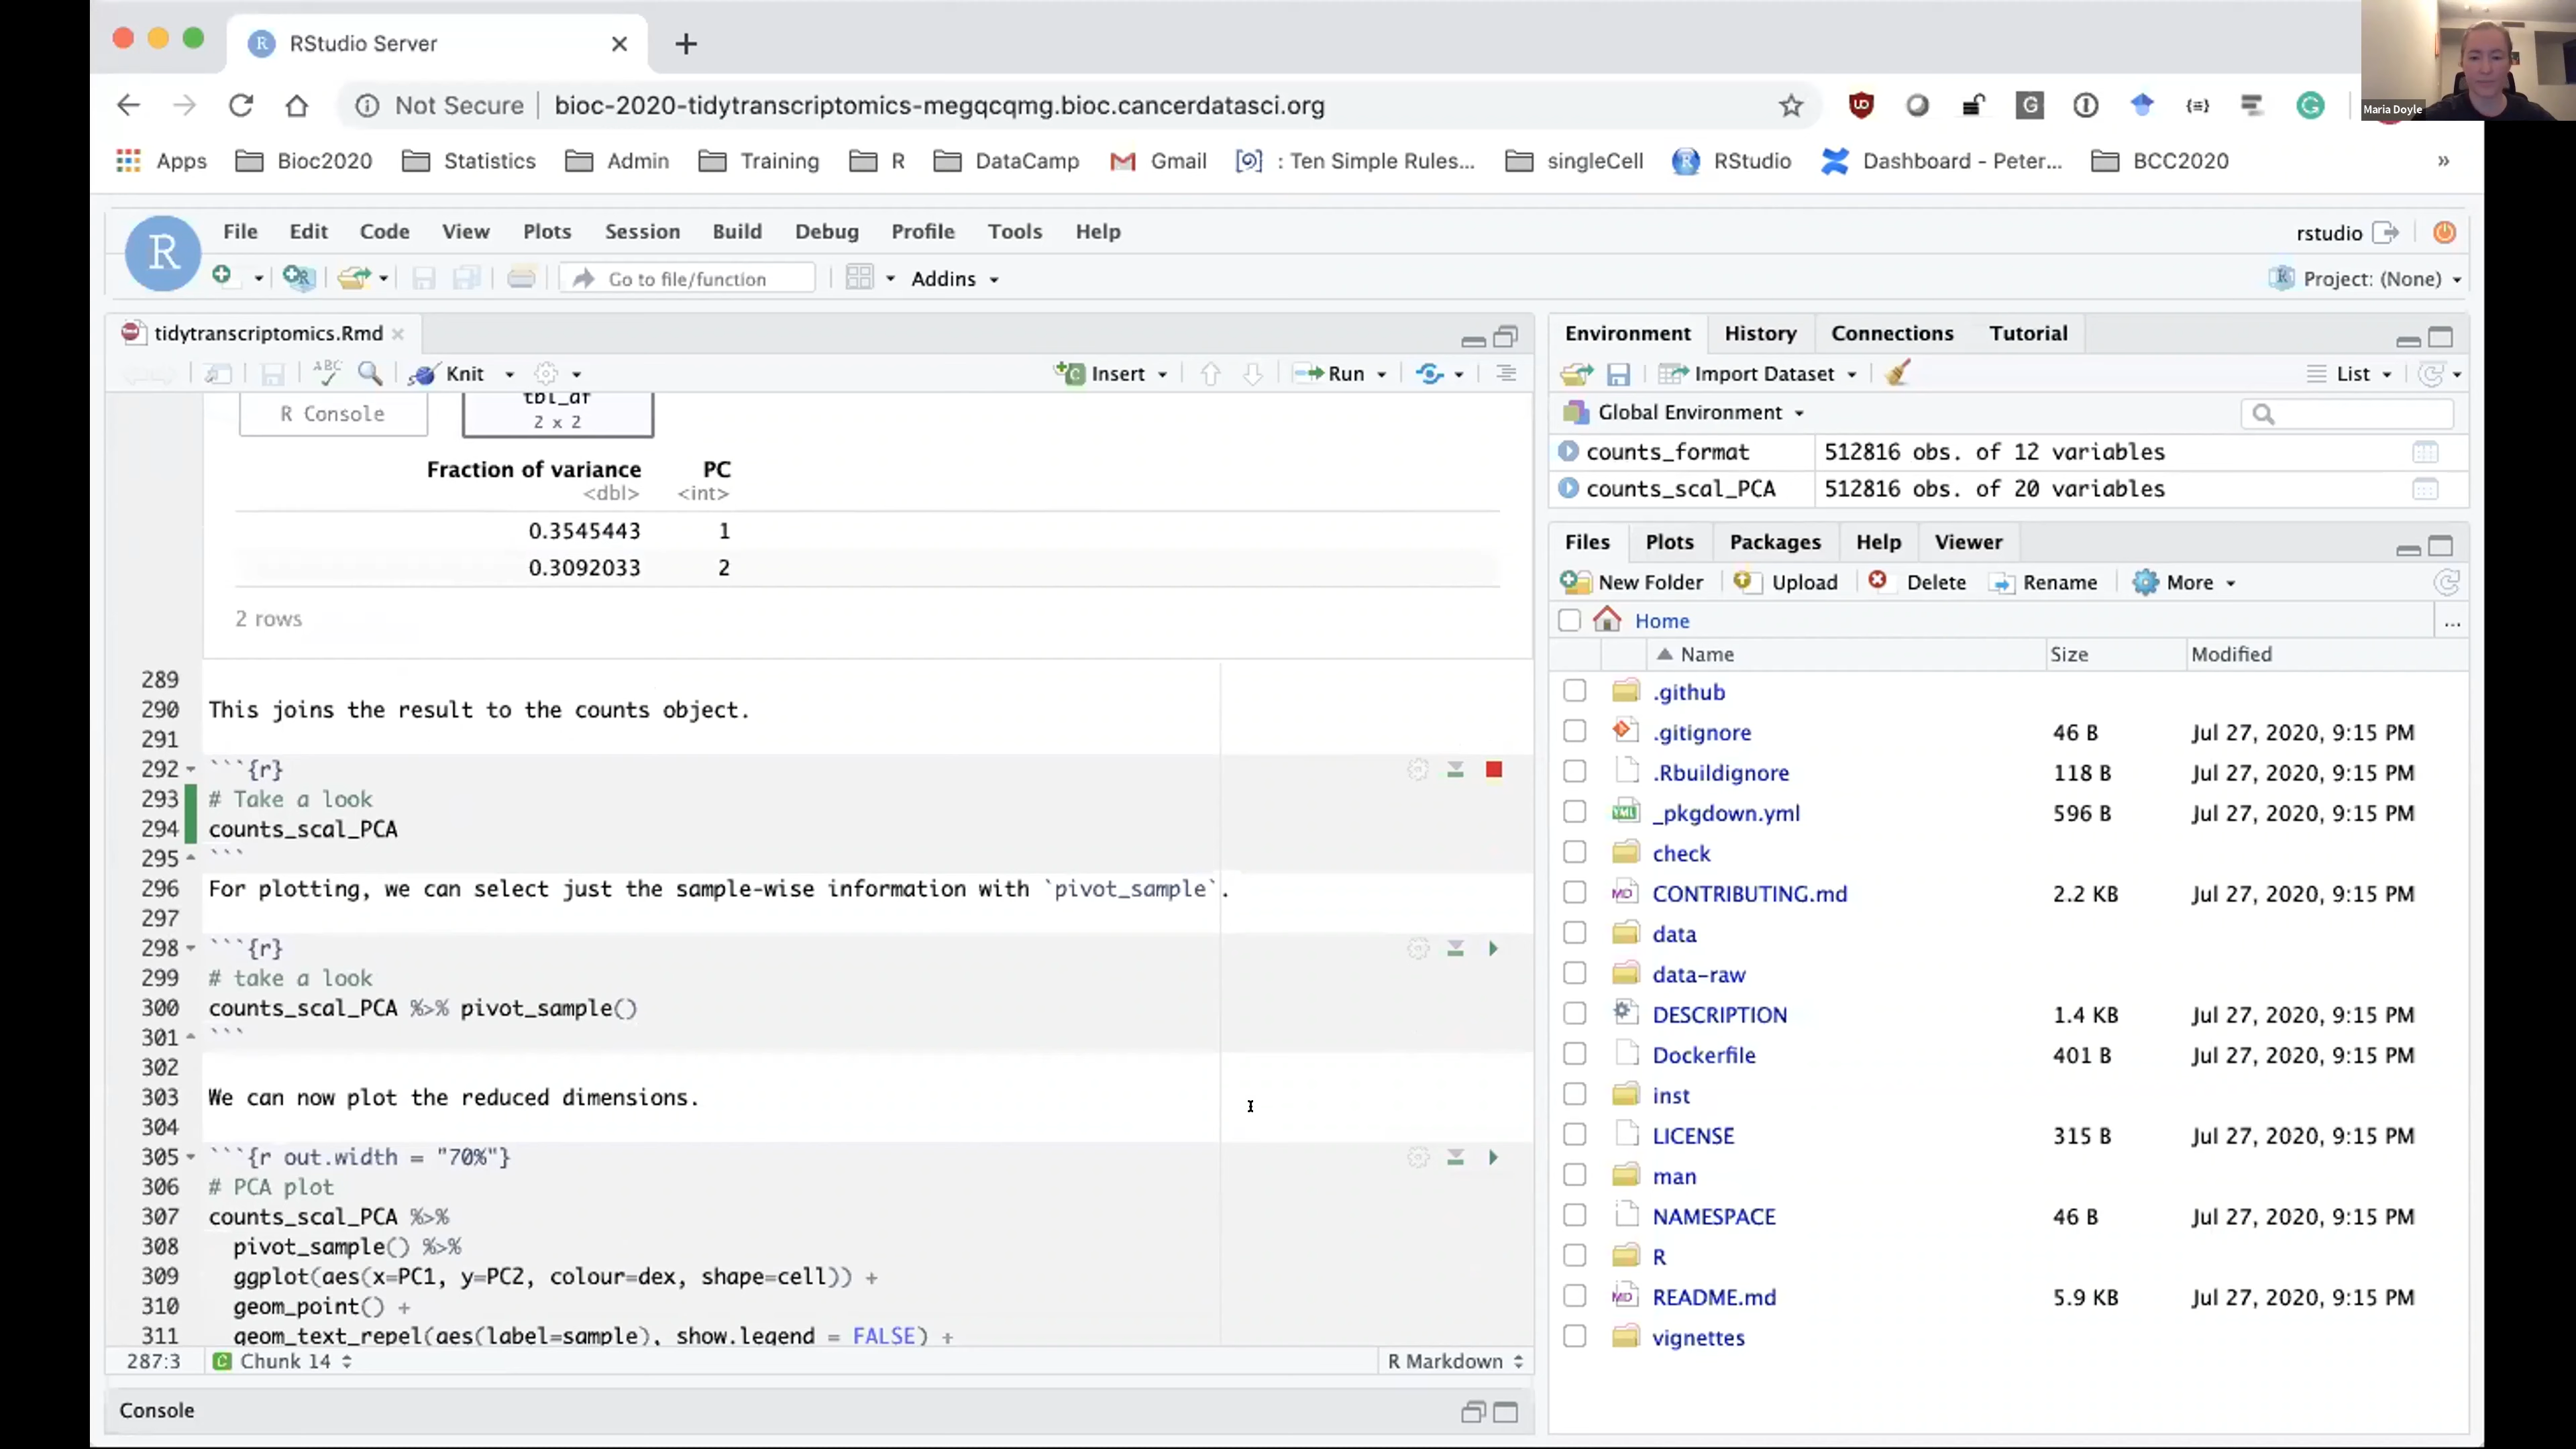 RStudio Server
Maria Doyle
Not Secure bioc-2020-tidytranscriptomics-megqcqmg.bioc.cancerdatasci.org
Apps Bioc2020 Statistics Admin Training R DataCamp Gmail : Ten Simple Rules... singleCell RStudio Dashboard - Peter... BCC2020 »
R File Edit Code View Plots Session Build Debug Profile Tools Help rstudio
Go to file/function Addins Project: (None)
tidytranscriptomics.Rmd
ABC Knit Insert Run
R Console tbl_df
2 x 2
Fraction of variance PC
<dbl> <int>
0.3545443 1
0.3092033 2
2 rows
289
290 This joins the result to the counts object.
291
292 ```{r}
293 # Take a look
294 counts_scal_PCA
295 ```
296 For plotting, we can select just the sample-wise information with `pivot_sample`.
297
298 ```{r}
299 # take a look
300 counts_scal_PCA %>% pivot_sample()
301 ```
302
303 We can now plot the reduced dimensions.
304
305 ```{r out.width = "70%"}
306 # PCA plot
307 counts_scal_PCA %>%
308 pivot_sample() %>%
309 ggplot(aes(x=PC1, y=PC2, colour=dex, shape=cell)) +
310 geom_point() +
311 geom_text_repel(aes(label=sample), show.legend = FALSE) +
287:3 Chunk 14 R Markdown
Console
Environment History Connections Tutorial
Import Dataset List
Global Environment
counts_format 512816 obs. of 12 variables
counts_scal_PCA 512816 obs. of 20 variables
Files Plots Packages Help Viewer
New Folder Upload Delete Rename More
Home ...
Name Size Modified
.github
.gitignore 46 B Jul 27, 2020, 9:15 PM
.Rbuildignore 118 B Jul 27, 2020, 9:15 PM
_pkgdown.yml 596 B Jul 27, 2020, 9:15 PM
check
CONTRIBUTING.md 2.2 KB Jul 27, 2020, 9:15 PM
data
data-raw
DESCRIPTION 1.4 KB Jul 27, 2020, 9:15 PM
Dockerfile 401 B Jul 27, 2020, 9:15 PM
inst
LICENSE 315 B Jul 27, 2020, 9:15 PM
man
NAMESPACE 46 B Jul 27, 2020, 9:15 PM
R
README.md 5.9 KB Jul 27, 2020, 9:15 PM
vignettes